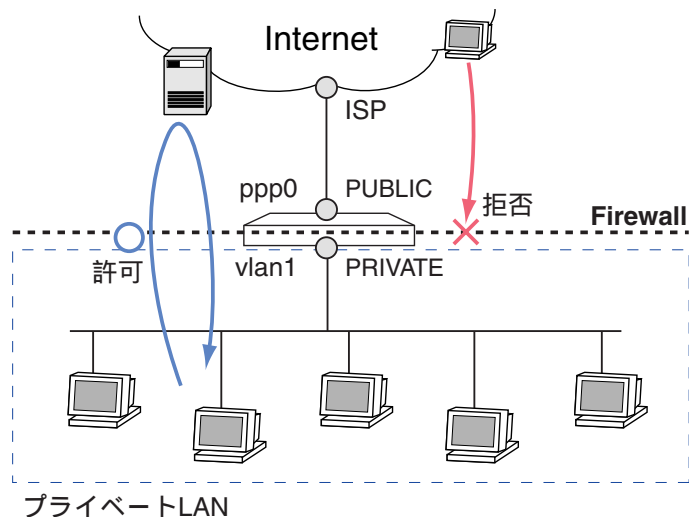 Internet
ISP
ppp0
PUBLIC
拒否
Firewall
許可
vlan1
PRIVATE
プライベートLAN